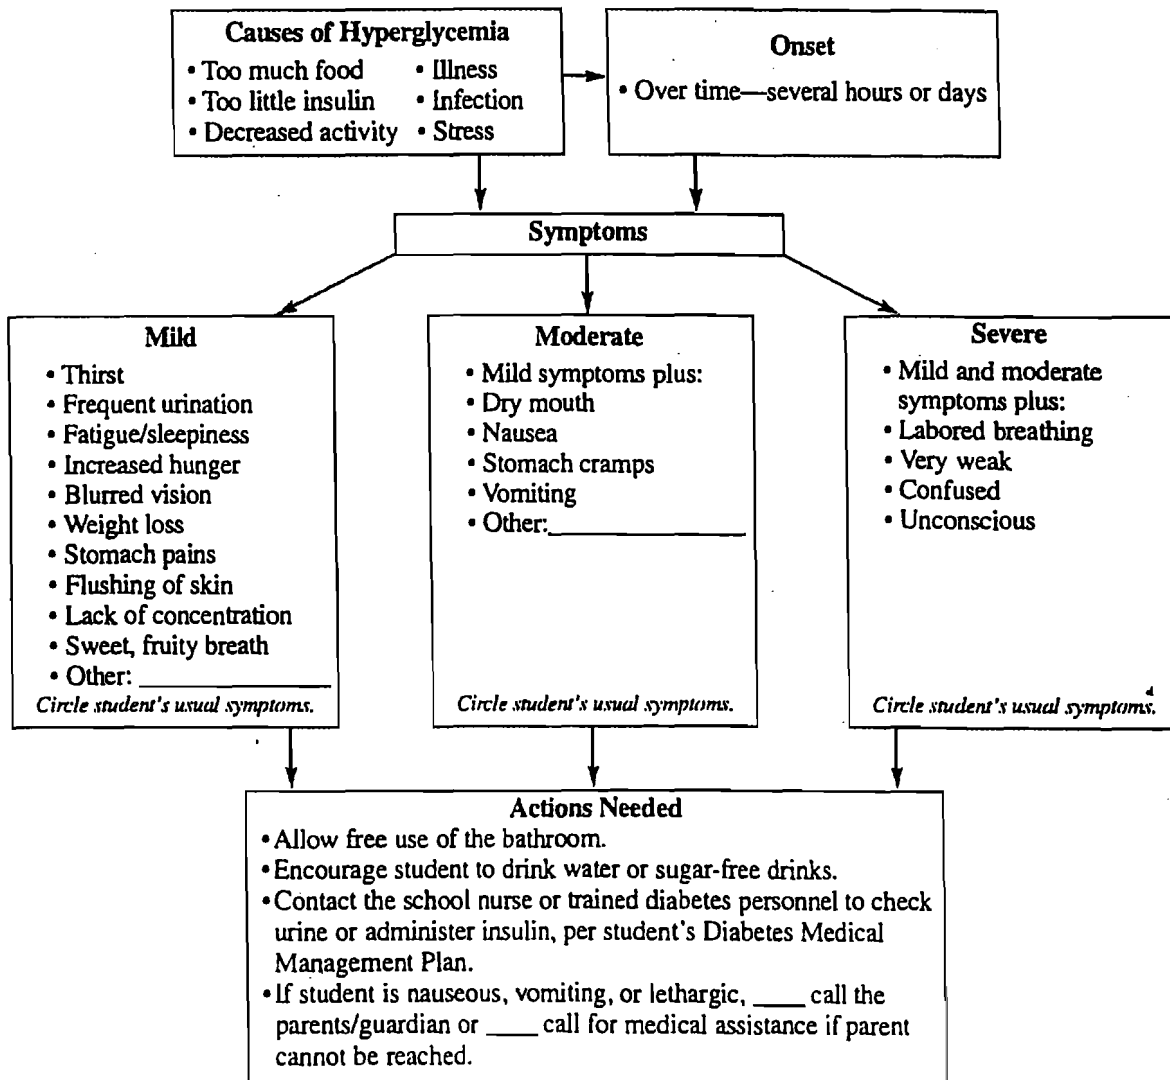 Causes of Hyperglycemia
• Too much food
• Too little insulin
• Decreased activity
• Illness
• Infection
• Stress
Onset
• Over time—several hours or days
Symptoms
Mild
• Thirst
• Frequent urination
• Fatigue/sleepiness
• Increased hunger
• Blurred vision
• Weight loss
• Stomach pains
• Flushing of skin
• Lack of concentration
• Sweet, fruity breath
• Other: ____________
Circle student's usual symptoms.
Moderate
• Mild symptoms plus:
• Dry mouth
• Nausea
• Stomach cramps
• Vomiting
• Other:____________
Circle student's usual symptoms.
Severe
• Mild and moderate
symptoms plus:
• Labored breathing
• Very weak
• Confused
• Unconscious
Circle student's usual symptoms.
Actions Needed
• Allow free use of the bathroom.
• Encourage student to drink water or sugar-free drinks.
• Contact the school nurse or trained diabetes personnel to check
urine or administer insulin, per student's Diabetes Medical
Management Plan.
• If student is nauseous, vomiting, or lethargic, ____ call the
parents/guardian or ____ call for medical assistance if parent
cannot be reached.